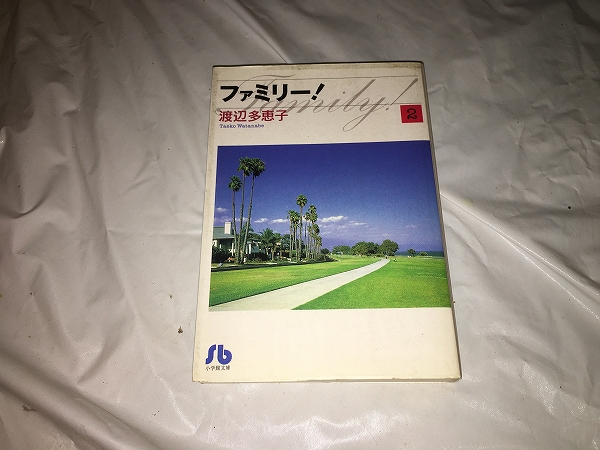 ファミリー!
Family!
渡辺多恵子
2
Taeko Watanabe
sb
小学館文庫